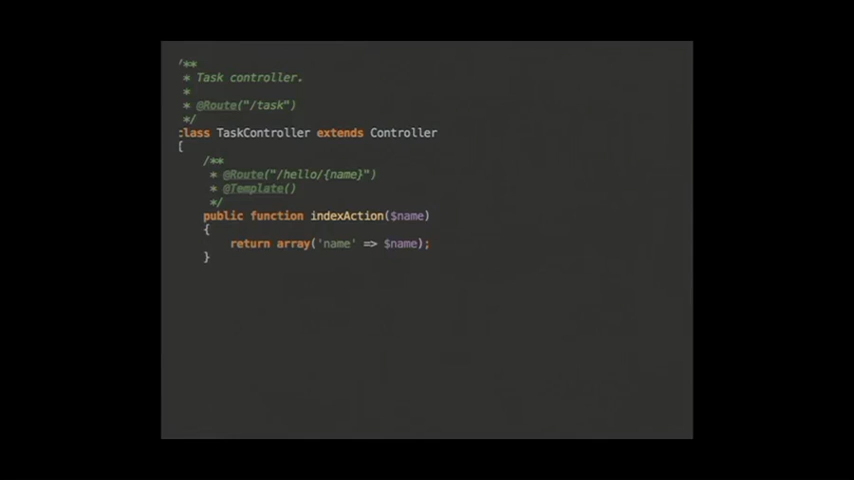 /**
* Task controller.
*
* @Route("/task")
*/
class TaskController extends Controller
{
/**
* @Route("/hello/{name}")
* @Template()
*/
public function indexAction($name)
{
return array('name' => $name);
}